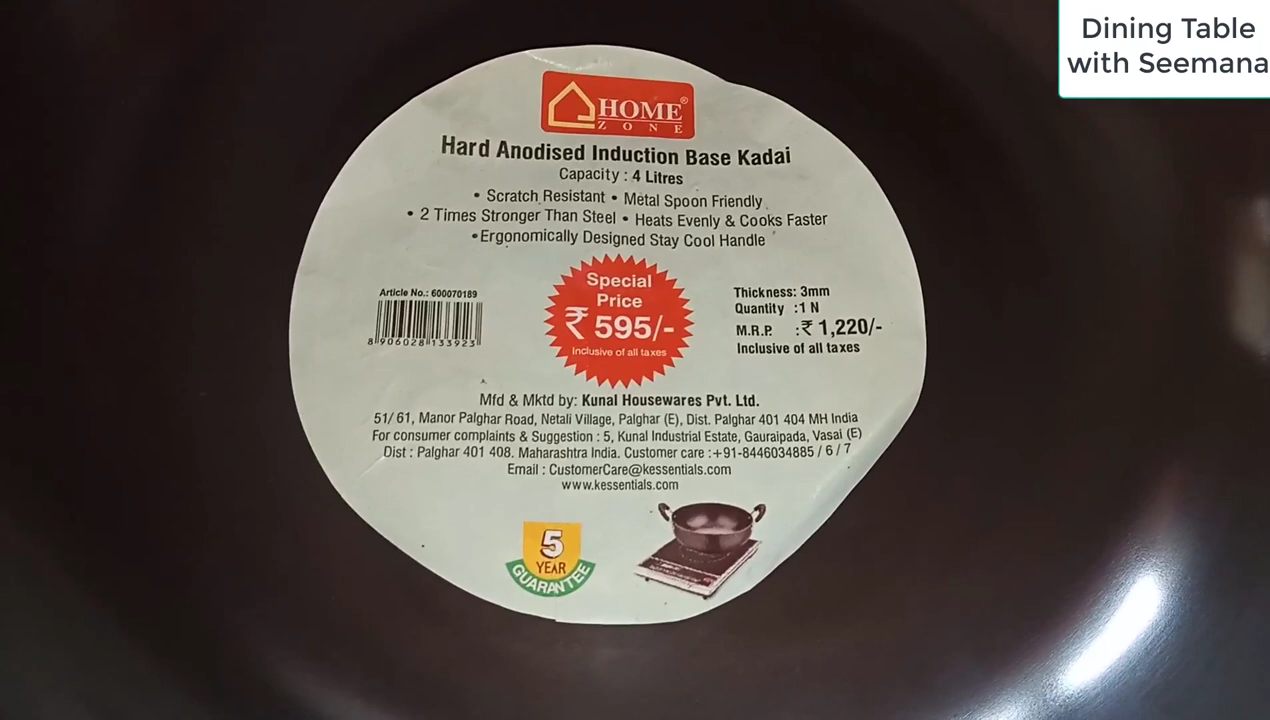 Dining Table
with Seemana
HOME®
ZONE
Hard Anodised Induction Base Kadai
Capacity : 4 Litres
• Scratch Resistant • Metal Spoon Friendly
• 2 Times Stronger Than Steel • Heats Evenly & Cooks Faster
• Ergonomically Designed Stay Cool Handle
Article No.: 600070189
8 906028 133923
Special
Price
₹ 595/-
Inclusive of all taxes
Thickness: 3mm
Quantity : 1 N
M.R.P. : ₹ 1,220/-
Inclusive of all taxes
Mfd & Mktd by: Kunal Housewares Pvt. Ltd.
51/ 61, Manor Palghar Road, Netali Village, Palghar (E), Dist. Palghar 401 404 MH India
For consumer complaints & Suggestion : 5, Kunal Industrial Estate, Gauraipada, Vasai (E)
Dist : Palghar 401 408. Maharashtra India. Customer care :+91-8446034885 / 6 / 7
Email : CustomerCare@kessentials.com
www.kessentials.com
5
YEAR
GUARANTEE